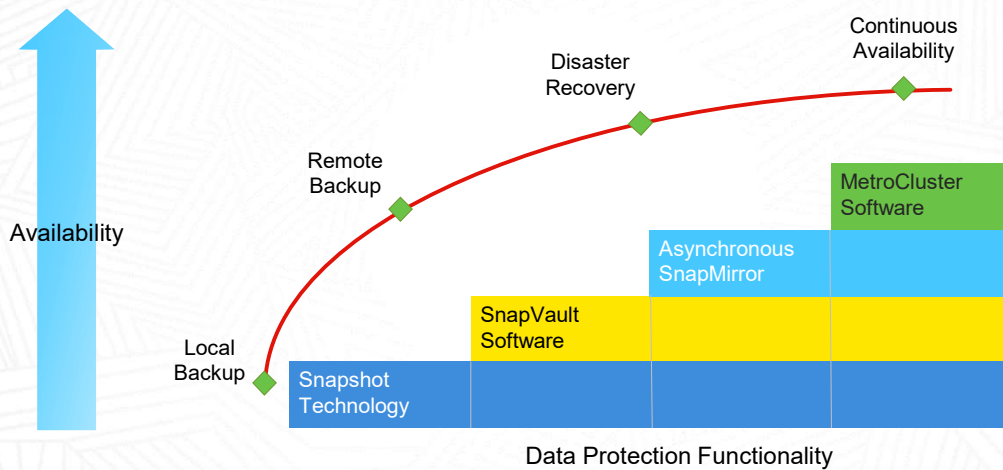 Continuous
Availability
Disaster
Recovery
Remote
Backup
MetroCluster
Software
Availability
Asynchronous
SnapMirror
SnapVault
Software
Local
Backup
Snapshot
Technology
Data Protection Functionality